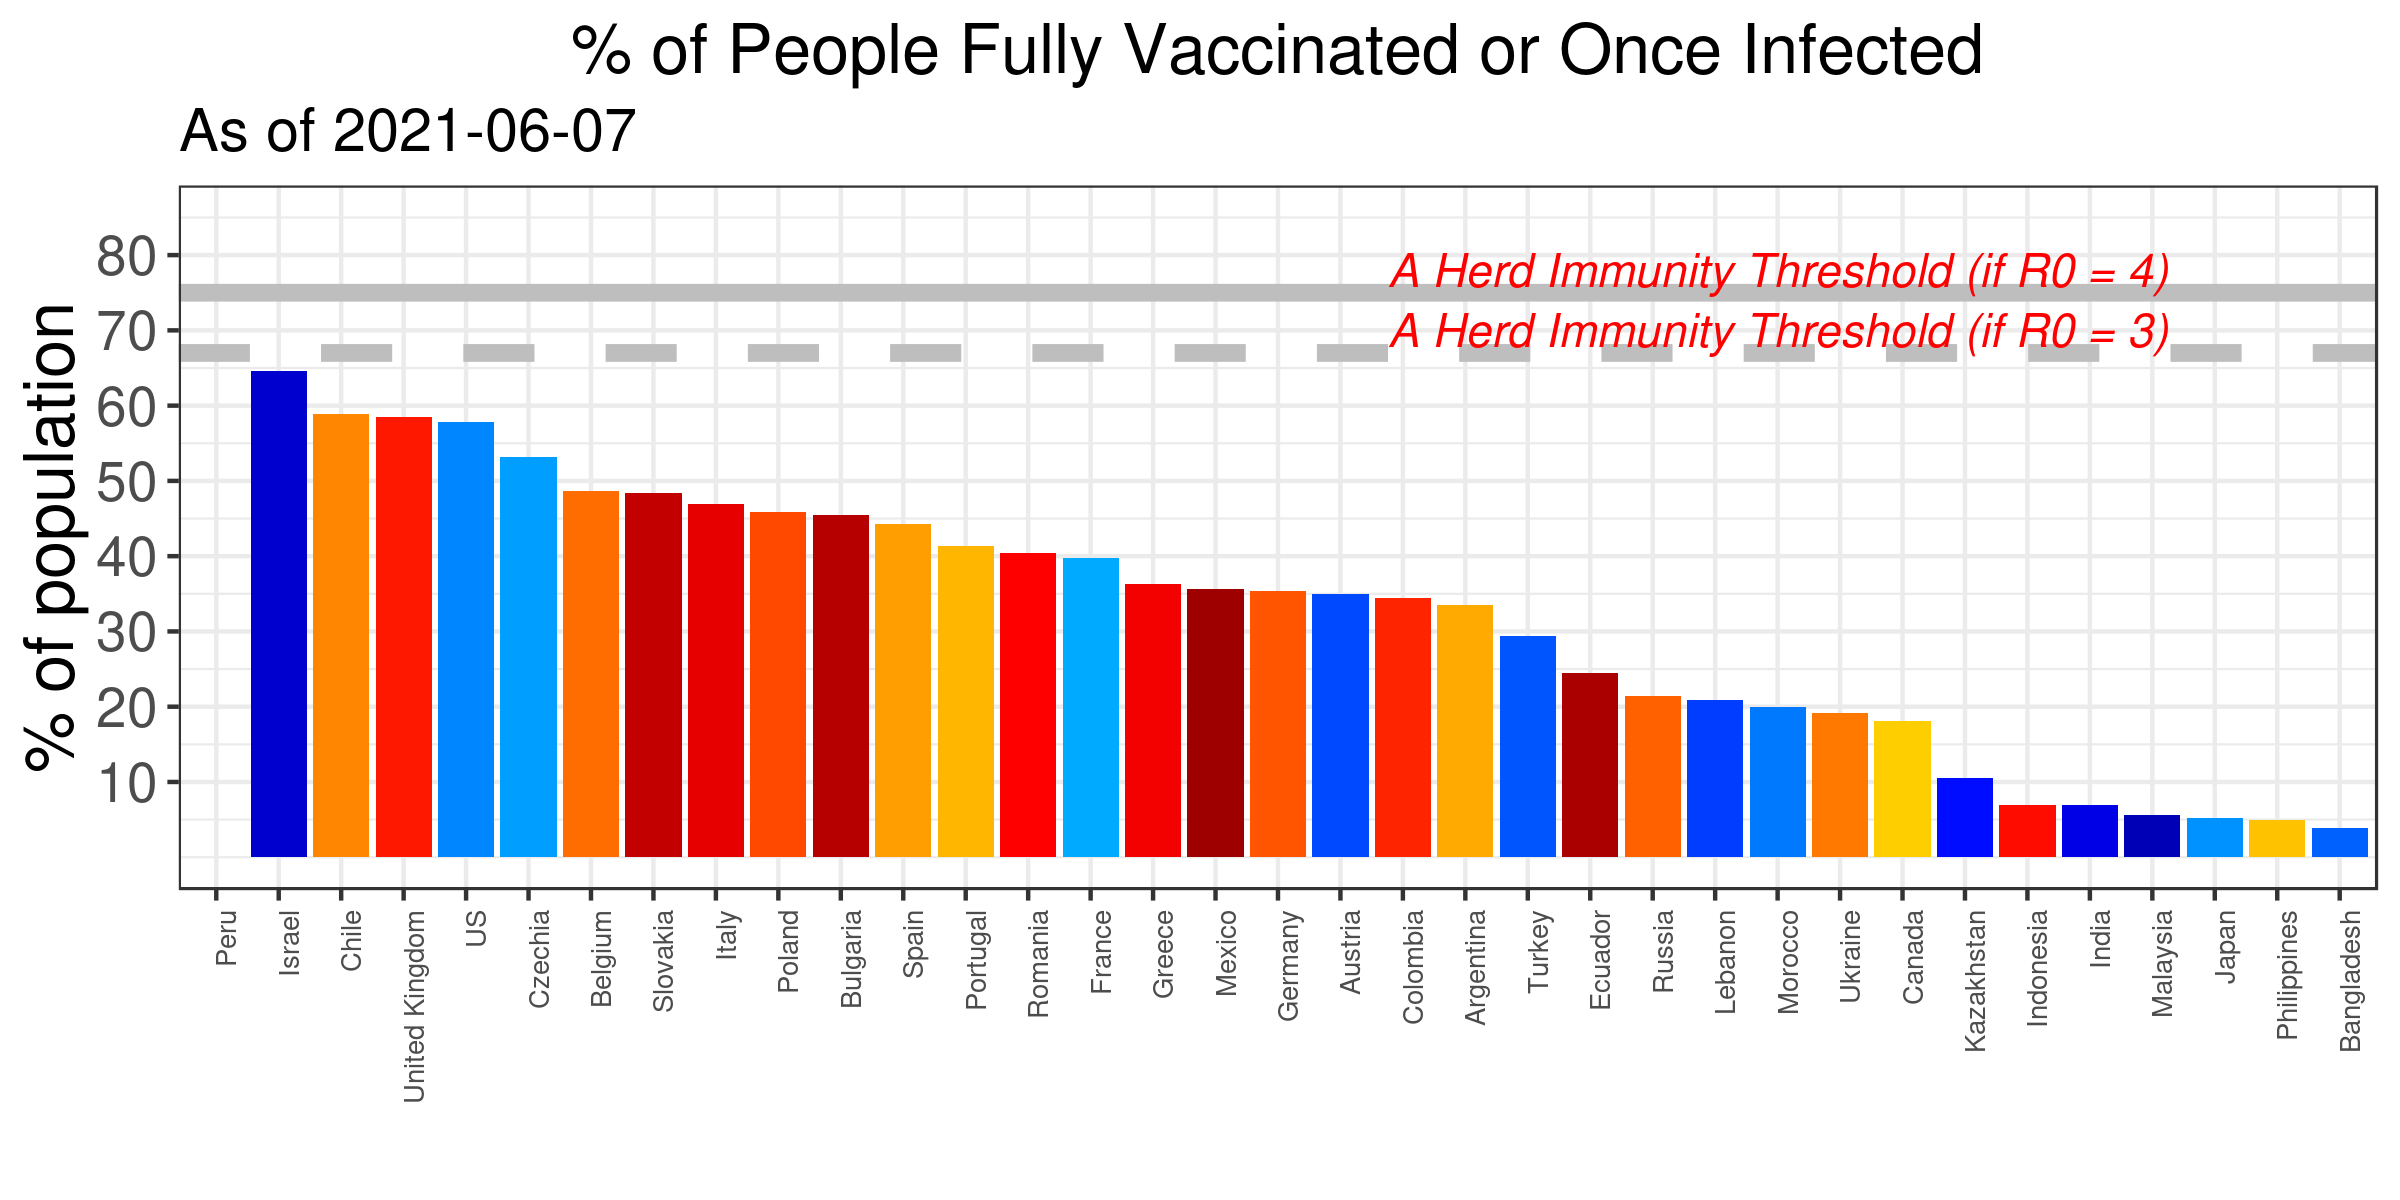 % of People Fully Vaccinated or Once Infected
As of 2021-06-07
% of population
80
70
60
50
40
30
20
10
A Herd Immunity Threshold (if R0 = 4)
A Herd Immunity Threshold (if R0 = 3)
Peru
Israel
Chile
United Kingdom
US
Czechia
Belgium
Slovakia
Italy
Poland
Bulgaria
Spain
Portugal
Romania
France
Greece
Mexico
Germany
Austria
Colombia
Argentina
Turkey
Ecuador
Russia
Lebanon
Morocco
Ukraine
Canada
Kazakhstan
Indonesia
India
Malaysia
Japan
Philippines
Bangladesh